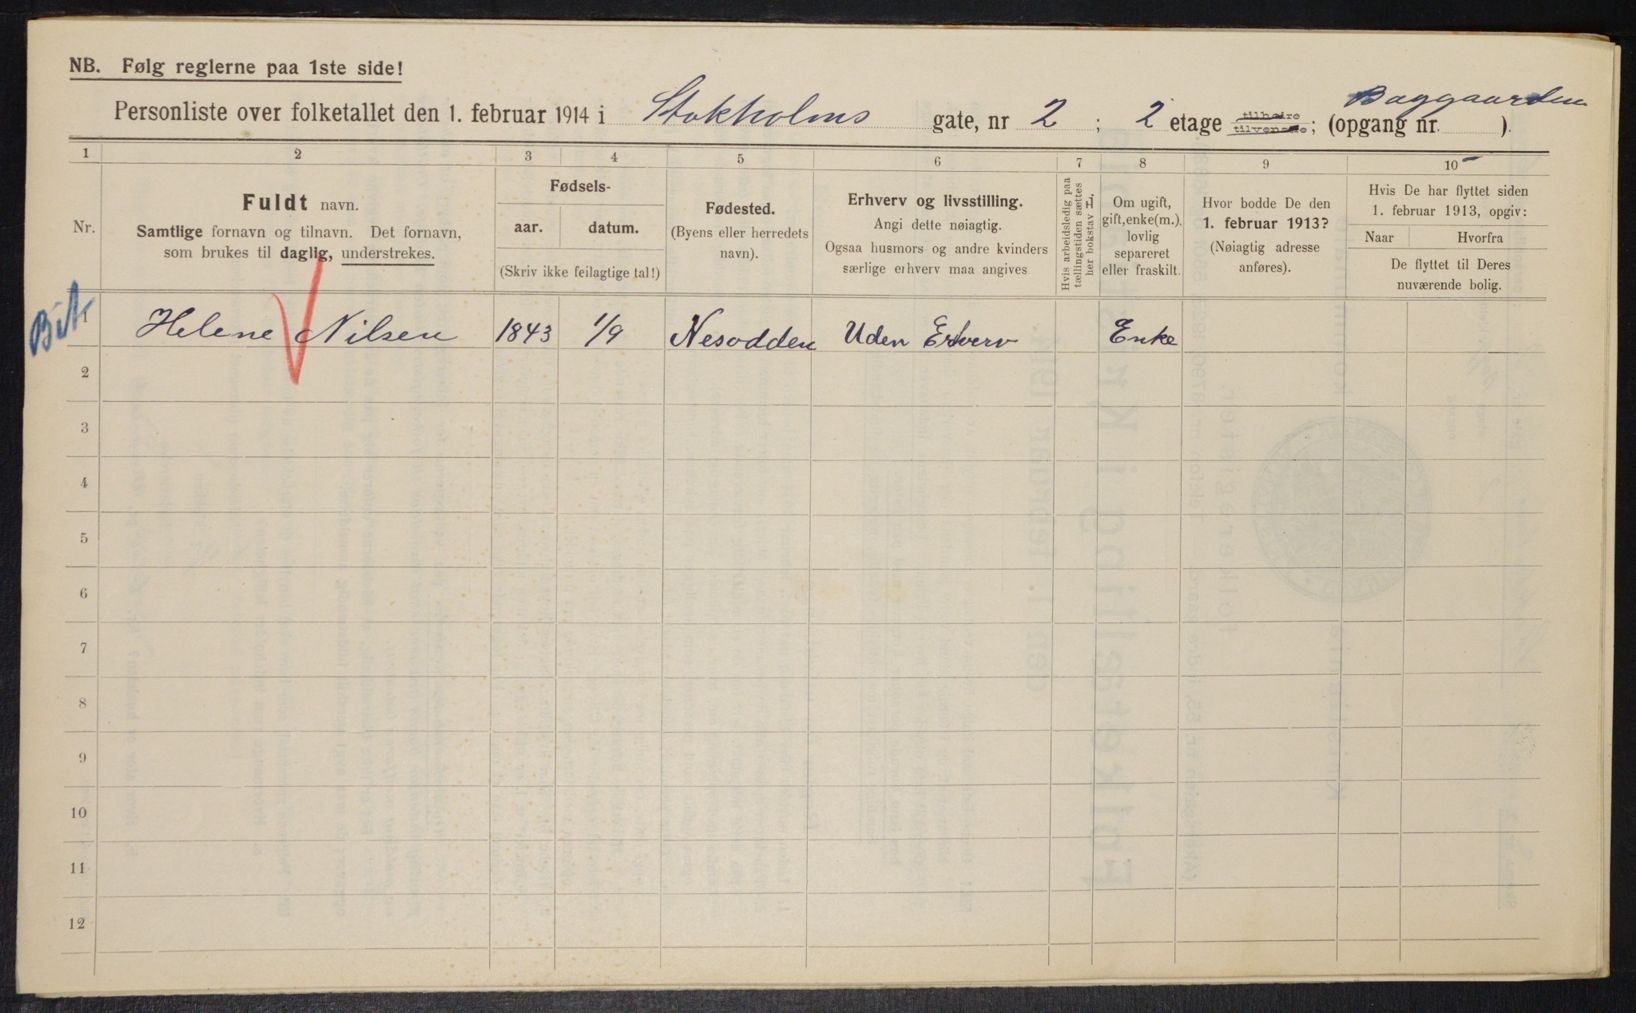 NB. Følg reglerne paa 1ste side!
Baggaarden
Personliste over folketallet den 1. februar 1914 i Stokholms gate, nr 2 ; 2 etage tilhøire tilvenstre; (opgang nr. ).
1 2 3 4 5 6 7 8 9 10
Nr.
Fuldt navn.
Samtlige fornavn og tilnavn. Det fornavn,
som brukes til daglig, understrekes.
Fødsels-
aar. datum.
(Skriv ikke feilagtige tal!)
Fødested.
(Byens eller herredets
navn).
Erhverv og livsstilling.
Angi dette nøiagtig.
Ogsaa husmors og andre kvinders
særlige erhverv maa angives
Hvis arbeidsledig paa
tællingstiden sættes
her bokstav L.
Om ugift,
gift, enke(m.),
lovlig
separeret
eller fraskilt.
Hvor bodde De den
1. februar 1913?
(Nøiagtig adresse
anføres).
Hvis De har flyttet siden
1. februar 1913, opgiv:
Naar Hvorfra
De flyttet til Deres
nuværende bolig.
1 Helene Nilsen 1843 1/9 Nesodden Uden Erhverv Enke
2
3
4
5
6
7
8
9
10
11
12